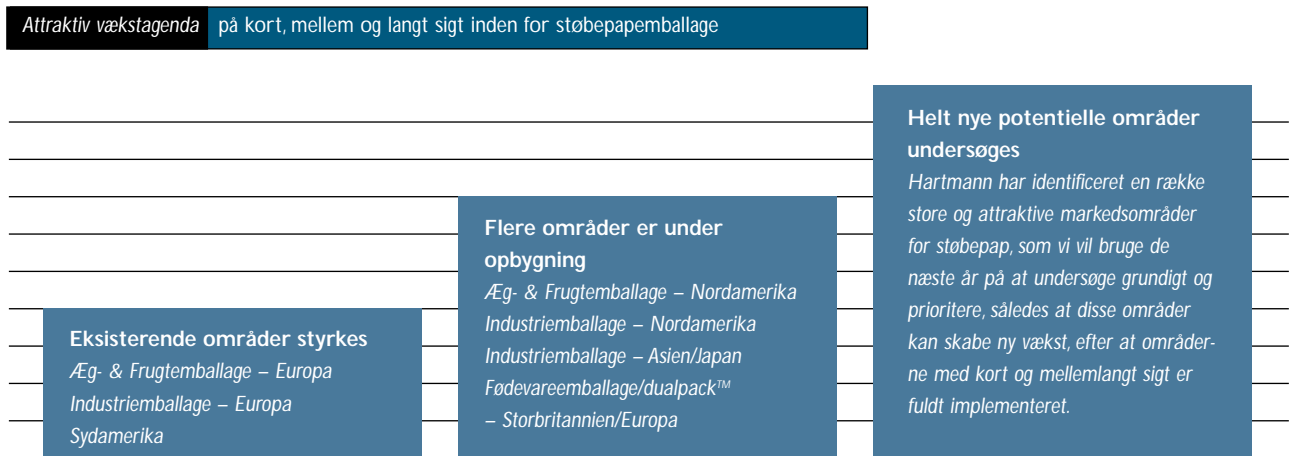 Attraktiv vækstagenda på kort, mellem og langt sigt inden for støbepapemballage
Eksisterende områder styrkes
Æg- & Frugtemballage – Europa
Industriemballage – Europa
Sydamerika
Flere områder er under
opbygning
Æg- & Frugtemballage – Nordamerika
Industriemballage – Nordamerika
Industriemballage – Asien/Japan
Fødevareemballage/dualpack™
– Storbritannien/Europa
Helt nye potentielle områder
undersøges
Hartmann har identificeret en række
store og attraktive markedsområder
for støbepap, som vi vil bruge de
næste år på at undersøge grundigt og
prioritere, således at disse områder
kan skabe ny vækst, efter at områder-
ne med kort og mellemlangt sigt er
fuldt implementeret.